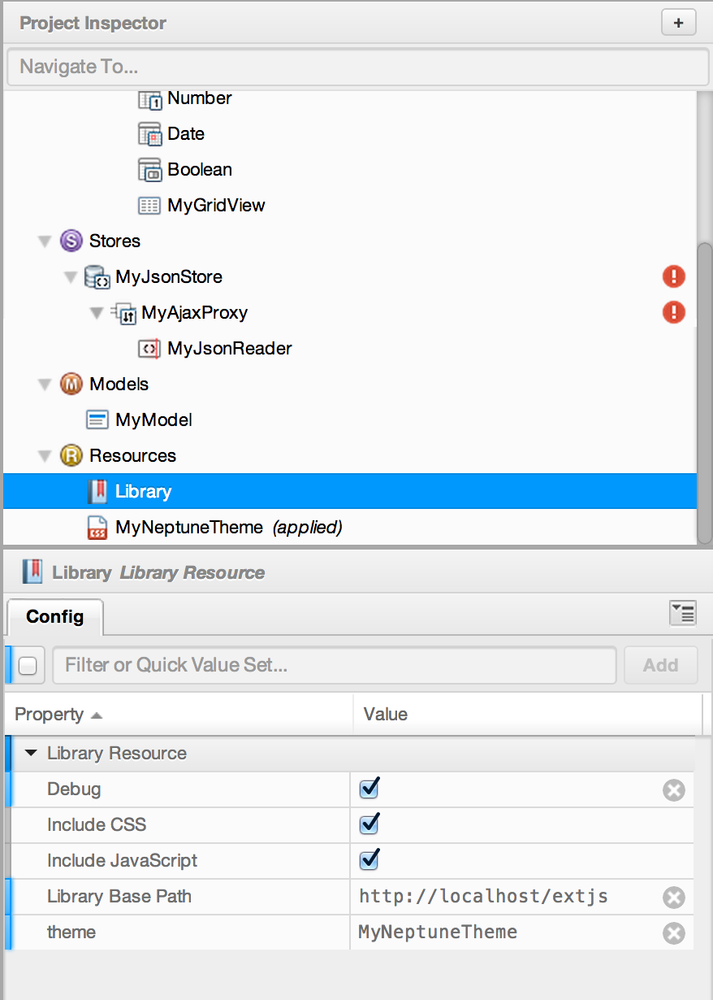 Project Inspector
+
Navigate To...
Number
Date
Boolean
MyGridView
S Stores
MyJsonStore !
MyAjaxProxy !
MyJsonReader
M Models
MyModel
R Resources
Library
CSS MyNeptuneTheme (applied)
Library Library Resource
Config
Filter or Quick Value Set... Add
Property Value
Library Resource
Debug
Include CSS
Include JavaScript
Library Base Path http://localhost/extjs
theme MyNeptuneTheme